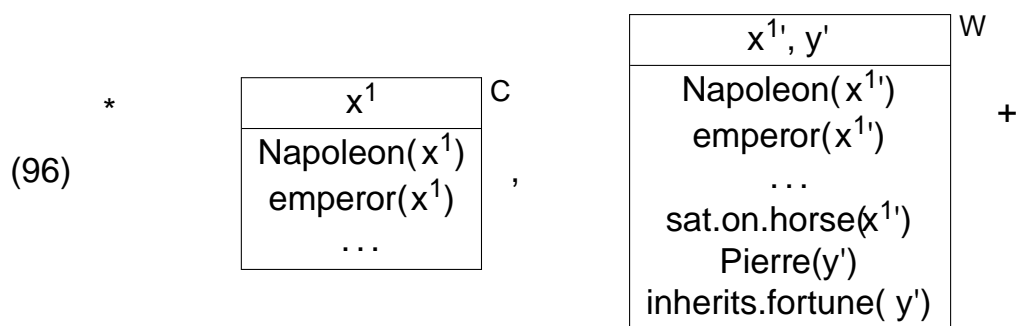 (96)
*
x¹
C
Napoleon(x¹)
emperor(x¹)
. . .
,
x¹', y'
W
Napoleon(x¹')
emperor(x¹')
. . .
sat.on.horse(x¹')
Pierre(y')
inherits.fortune( y')
+